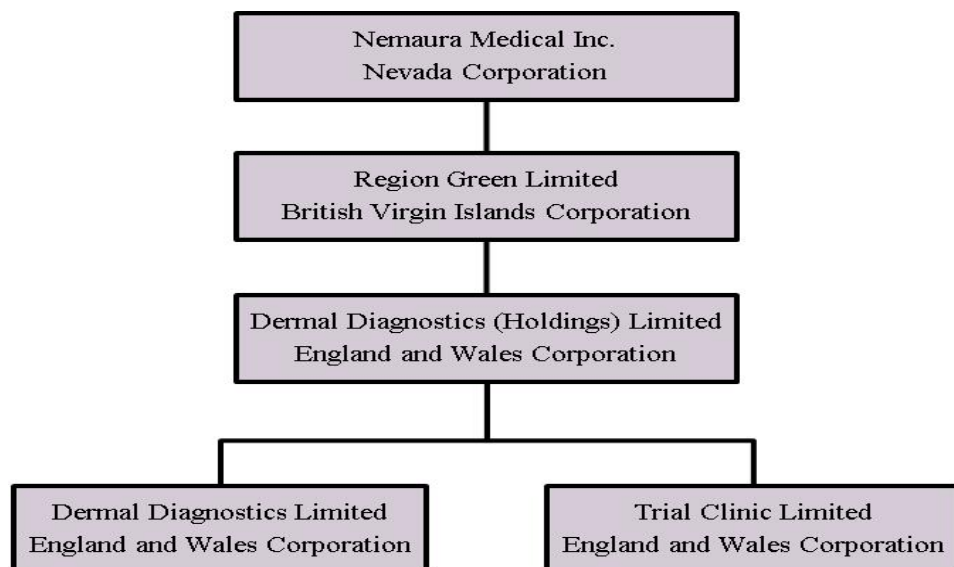 Nemaura Medical Inc.
Nevada Corporation
Region Green Limited
British Virgin Islands Corporation
Dermal Diagnostics (Holdings) Limited
England and Wales Corporation
Dermal Diagnostics Limited
England and Wales Corporation
Trial Clinic Limited
England and Wales Corporation